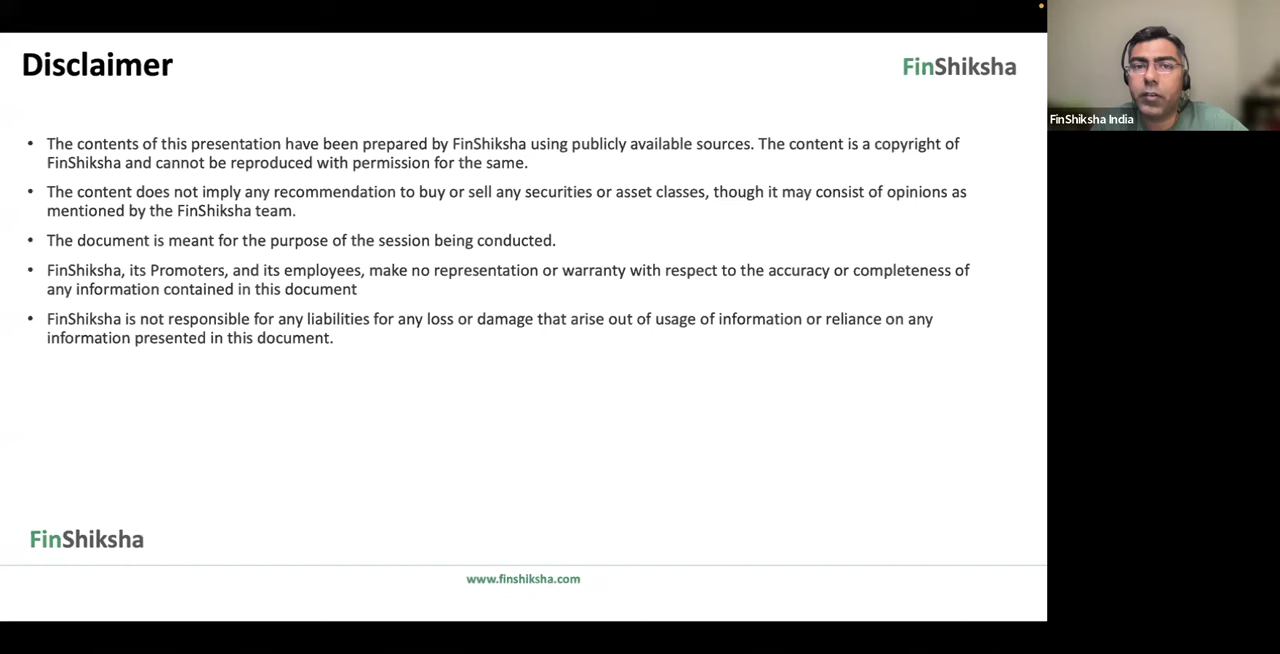 Disclaimer
FinShiksha
FinShiksha India
• The contents of this presentation have been prepared by FinShiksha using publicly available sources. The content is a copyright of
FinShiksha and cannot be reproduced with permission for the same.
• The content does not imply any recommendation to buy or sell any securities or asset classes, though it may consist of opinions as
mentioned by the FinShiksha team.
• The document is meant for the purpose of the session being conducted.
• FinShiksha, its Promoters, and its employees, make no representation or warranty with respect to the accuracy or completeness of
any information contained in this document
• FinShiksha is not responsible for any liabilities for any loss or damage that arise out of usage of information or reliance on any
information presented in this document.
FinShiksha
www.finshiksha.com